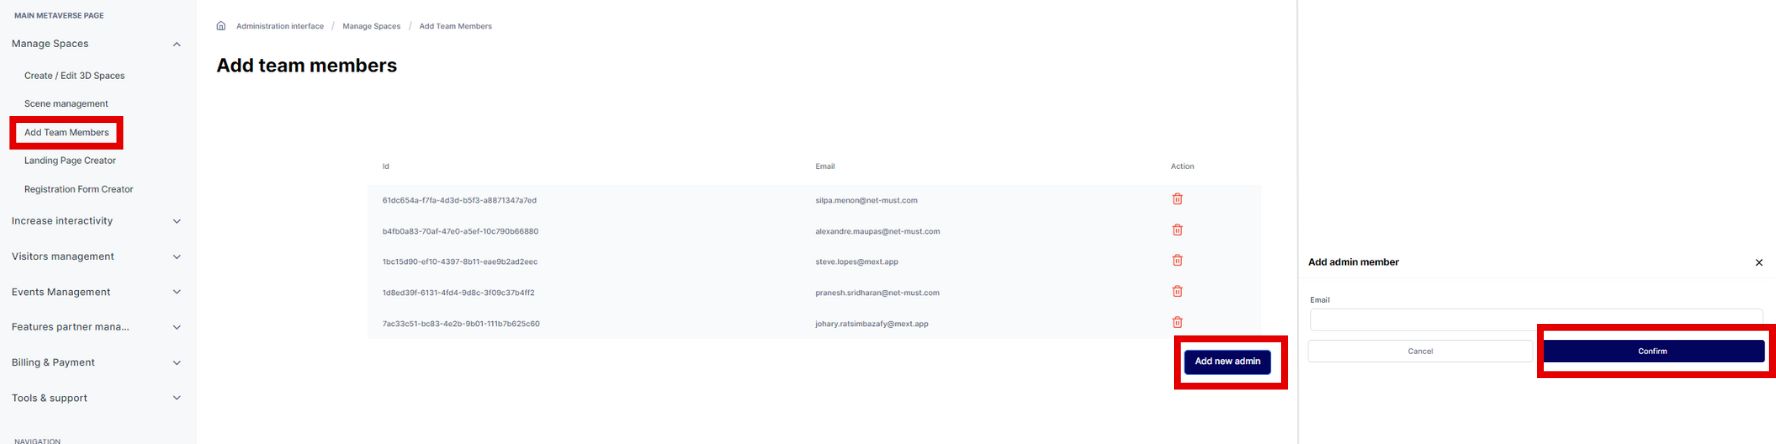 MAIN METAVERSE PAGE
Manage Spaces
Create / Edit 3D Spaces
Scene management
Add Team Members
Landing Page Creator
Registration Form Creator
Increase interactivity
Visitors management
Events Management
Features partner mana...
Billing & Payment
Tools & support
NAVIGATION
Administration interface / Manage Spaces / Add Team Members
Add team members
Id Email Action
61dc654a-f7fa-4d3d-b5f3-a8871347a7ed silpa.menon@net-must.com
b4fb0a83-70af-47e0-a5ef-10c790b66880 alexandre.maupas@net-must.com
1bc15d90-ef10-4397-8b11-eae9b2ad2eec steve.lopes@mext.app
1d8ed39f-6131-4fd4-9d8c-3f09c37b4ff2 pranesh.sridharan@net-must.com
7ac33c51-bc83-4e2b-9b01-111b7b625c60 johary.ratsimbazafy@mext.app
Add new admin
Add admin member
Email
Cancel Confirm